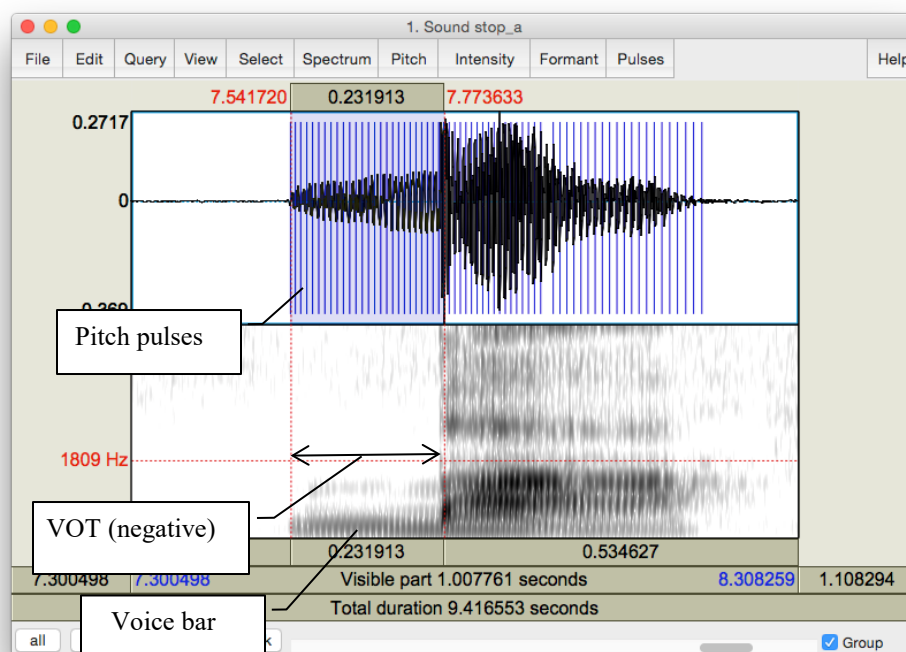 1. Sound stop_a
File Edit Query View Select Spectrum Pitch Intensity Formant Pulses Help
7.541720 0.231913 7.773633
0.2717
0
Pitch pulses
1809 Hz
VOT (negative)
0.231913 0.534627
7.300498 7.300498 Visible part 1.007761 seconds 8.308259 1.108294
Total duration 9.416553 seconds
Voice bar
all Group